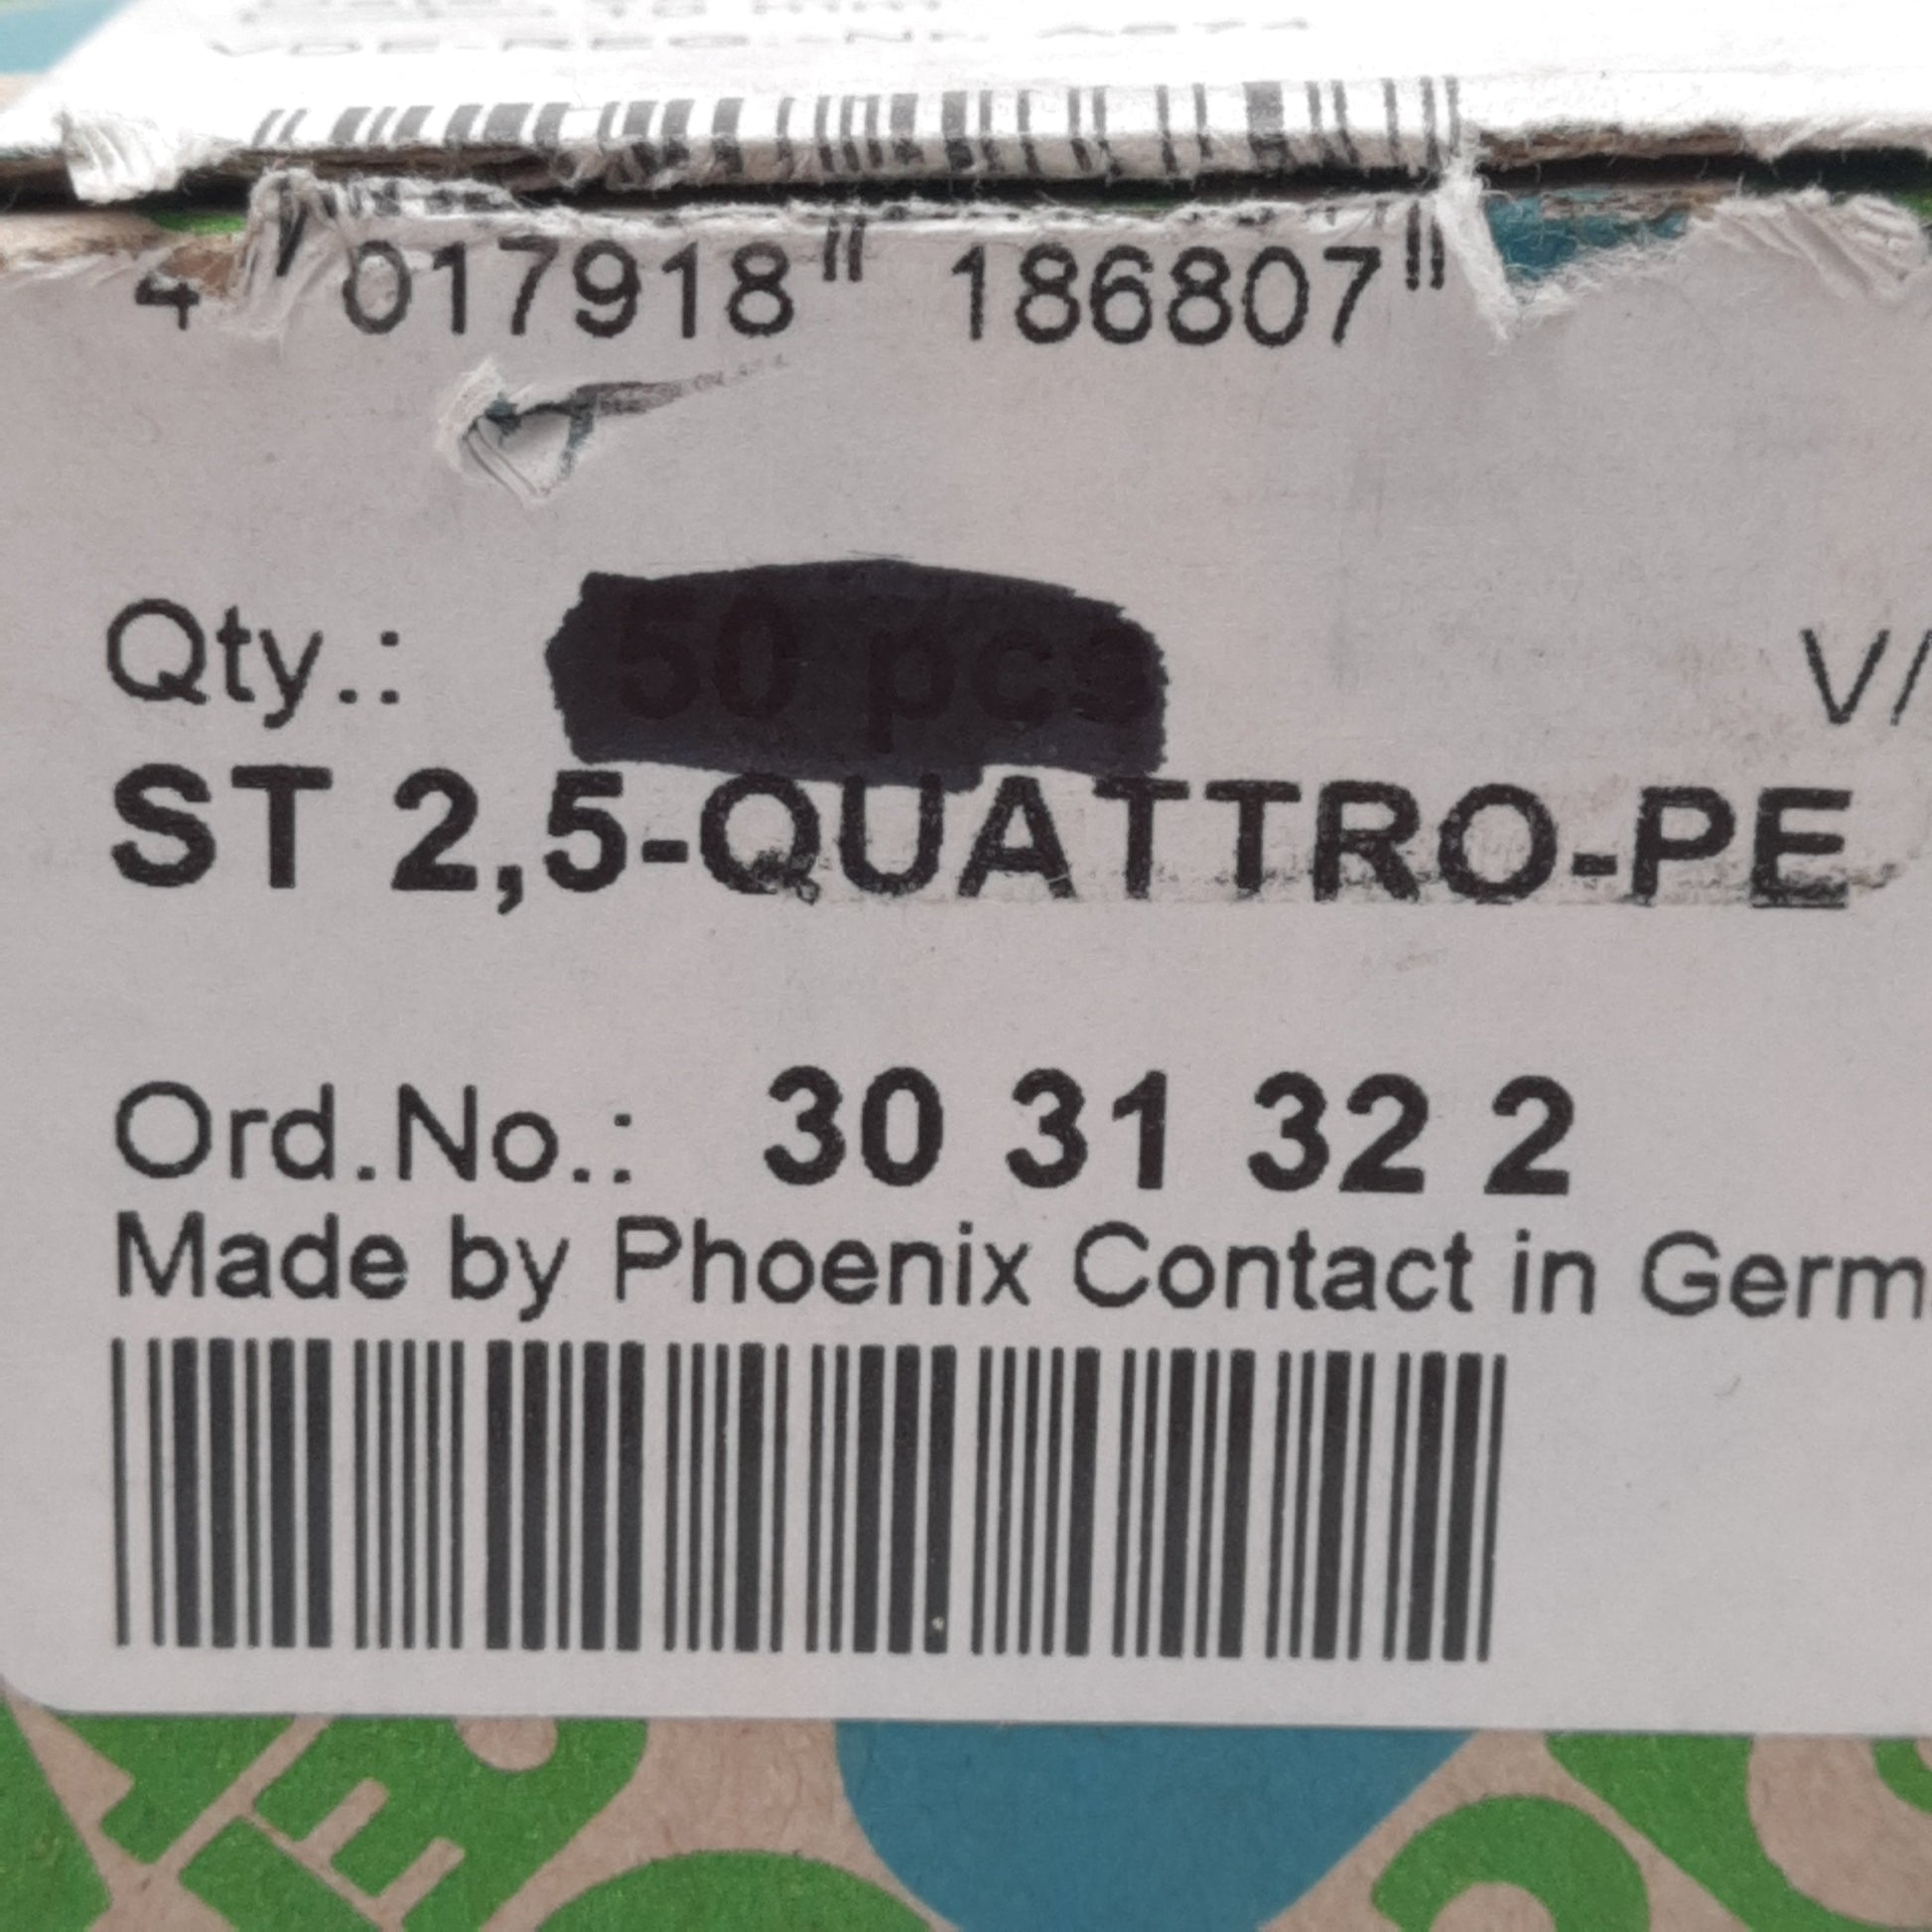 4 017918 186807
Qty.: 50 pcs V/
ST 2,5-QUATTRO-PE
Ord.No.: 30 31 32 2
Made by Phoenix Contact in Germ